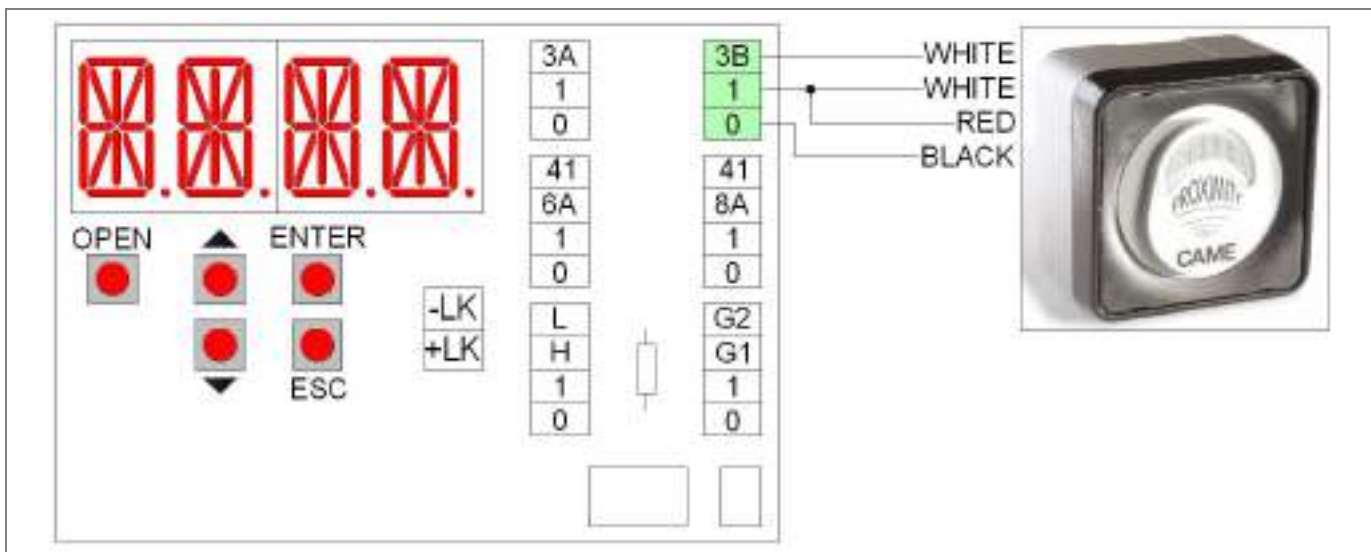 3A
1
0
3B
1
0
WHITE
WHITE
RED
BLACK
41
6A
1
0
41
8A
1
0
OPEN
ENTER
ESC
-LK
+LK
L
H
1
0
G2
G1
1
0
PROXIMITY
CAME